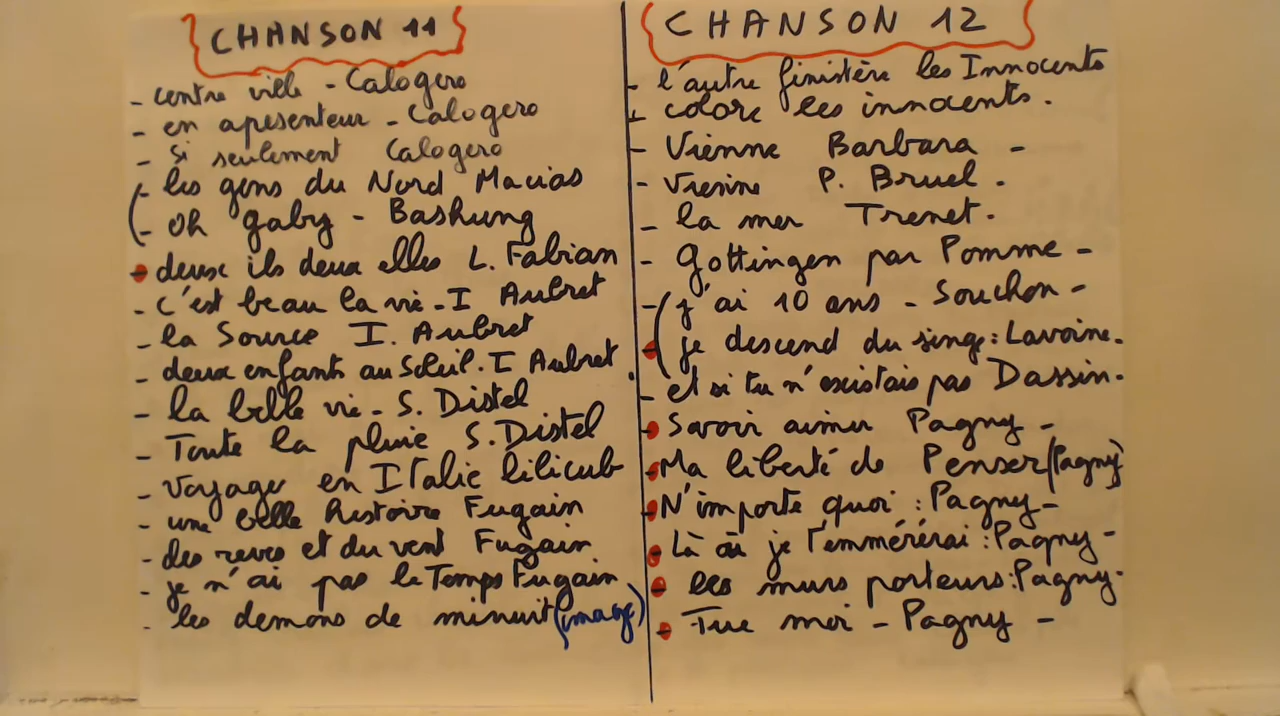 CHANSON 11
- centre ville - Calogero
- en apesenteur - Calogero
- Si seulement Calogero
- les gens du Nord Macias
- oh gaby - Bashung
- deux ils deux elles L. Fabian
- c'est beau la vie - I Aubret
- la Source I. Aubret
- deux enfants au Soleil. I Aubret.
- la belle vie - S. Distel
- Toute la pluie S. Distel
- Voyage en Italie lilicub
- une belle histoire Fugain
- des reves et du vent Fugain
- je n'ai pas le Temps Fugain
- les demons de minuit (image)
CHANSON 12
- l'autre finistère les Innocents
- colore les innocents.
- Vienne Barbara -
- Vienne P. Bruel.
- la mer Trenet.
- Gottingen par Pomme -
- j'ai 10 ans - Souchon -
- je descend du singe : Lavoine.
- et si tu n'existais pas Dassin.
- Savoir aimer Pagny -
- Ma liberté de Penser (Pagny)
- N'importe quoi : Pagny -
- Là où je t'emmérérai : Pagny -
- les murs porteurs : Pagny.
- Tue moi - Pagny -